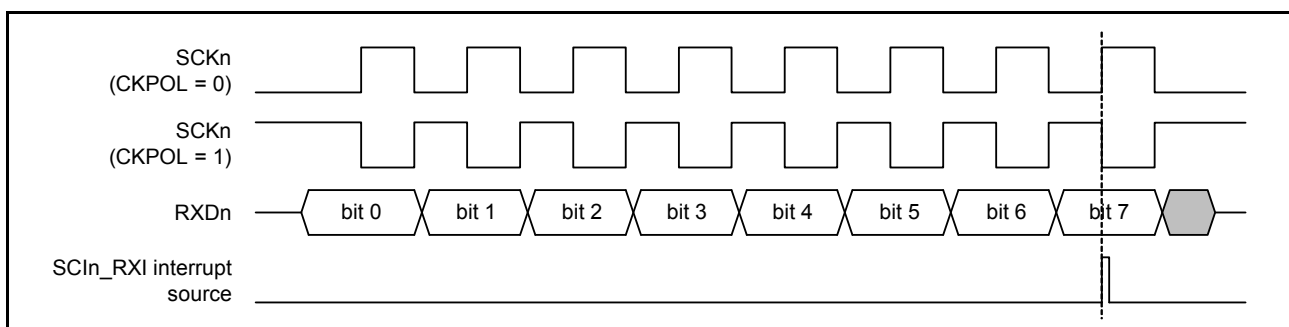 SCKn
(CKPOL = 0)
SCKn
(CKPOL = 1)
RXDn
bit 0
bit 1
bit 2
bit 3
bit 4
bit 5
bit 6
bit 7
SCIn_RXI interrupt
source